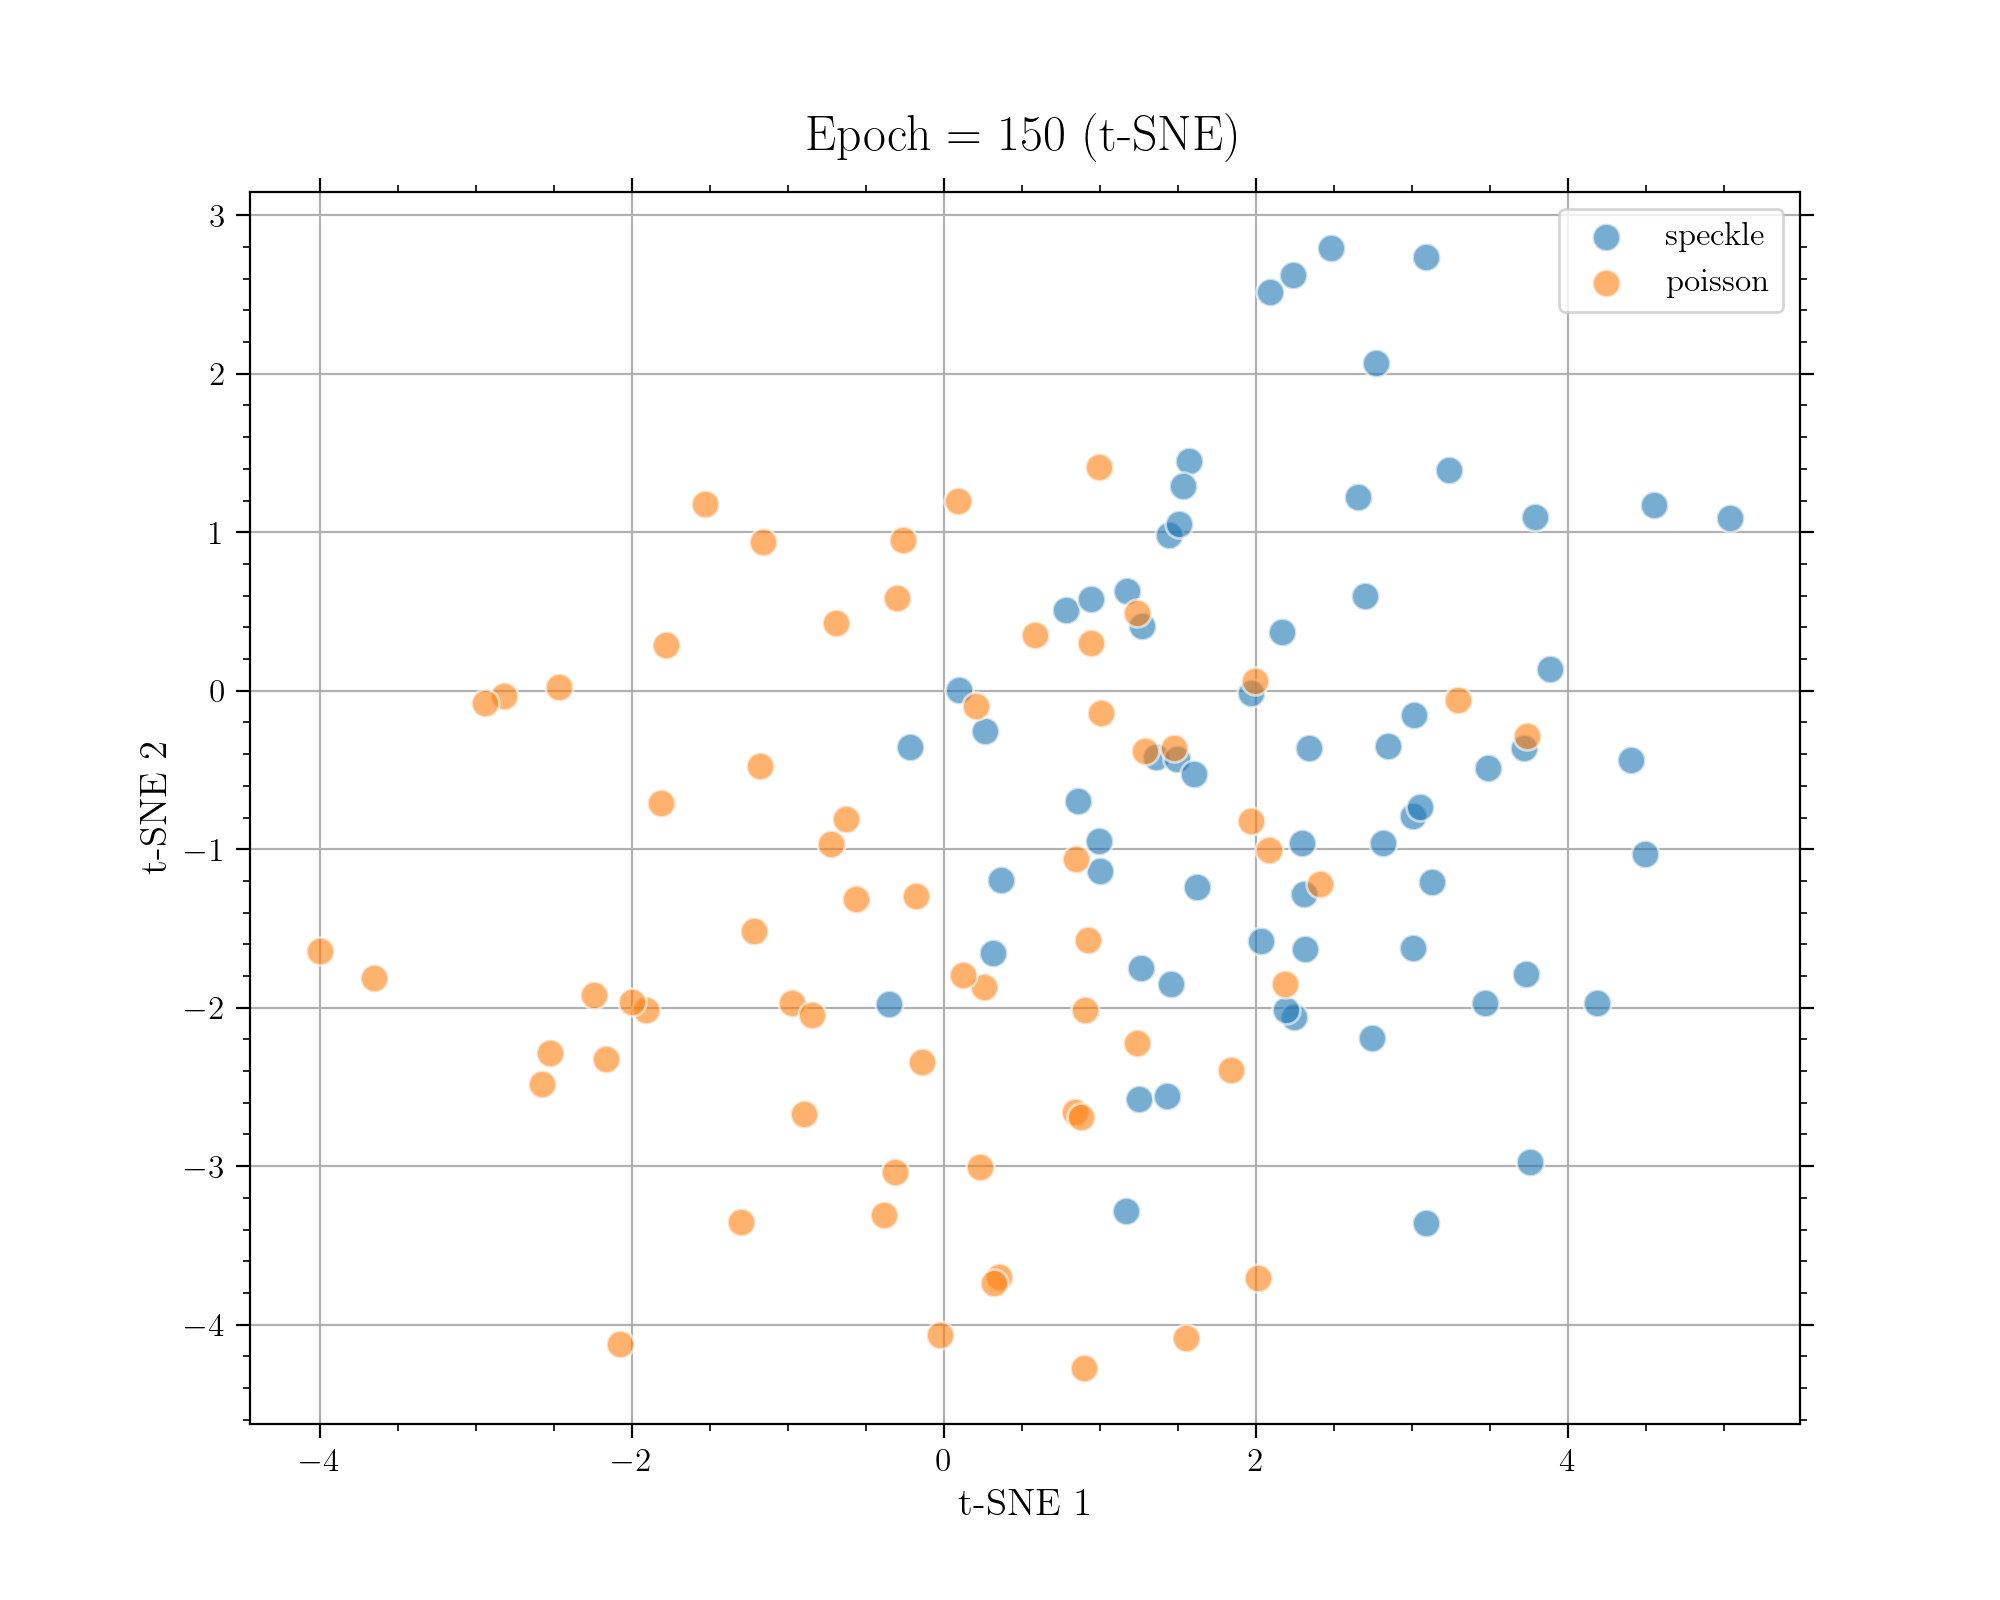 Epoch = 150 (t-SNE)
speckle
poisson
3
2
1
0
−1
−2
−3
−4
t-SNE 2
−4
−2
0
2
4
t-SNE 1